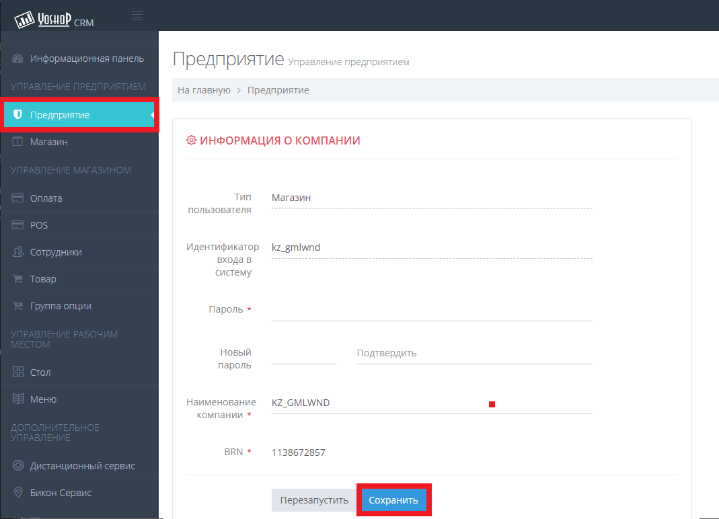 YOSHOP CRM
Информационная панель
УПРАВЛЕНИЕ ПРЕДПРИЯТИЕМ
Предприятие
Магазин
УПРАВЛЕНИЕ МАГАЗИНОМ
Оплата
POS
Сотрудники
Товар
Группа опции
УПРАВЛЕНИЕ РАБОЧИМ
МЕСТОМ
Стол
Меню
ДОПОЛНИТЕЛЬНОЕ
УПРАВЛЕНИЕ
Дистанционный сервис
Бикон Сервис
Предприятие Управление предприятием
На главную > Предприятие
ИНФОРМАЦИЯ О КОМПАНИИ
Тип
пользователя
Магазин
Идентификатор
входа в
систему
kz_gmlwnd
Пароль *
Новый
пароль
Подтвердить
Наименование
компании *
KZ_GMLWND
BRN *
1138672857
Перезапустить
Сохранить